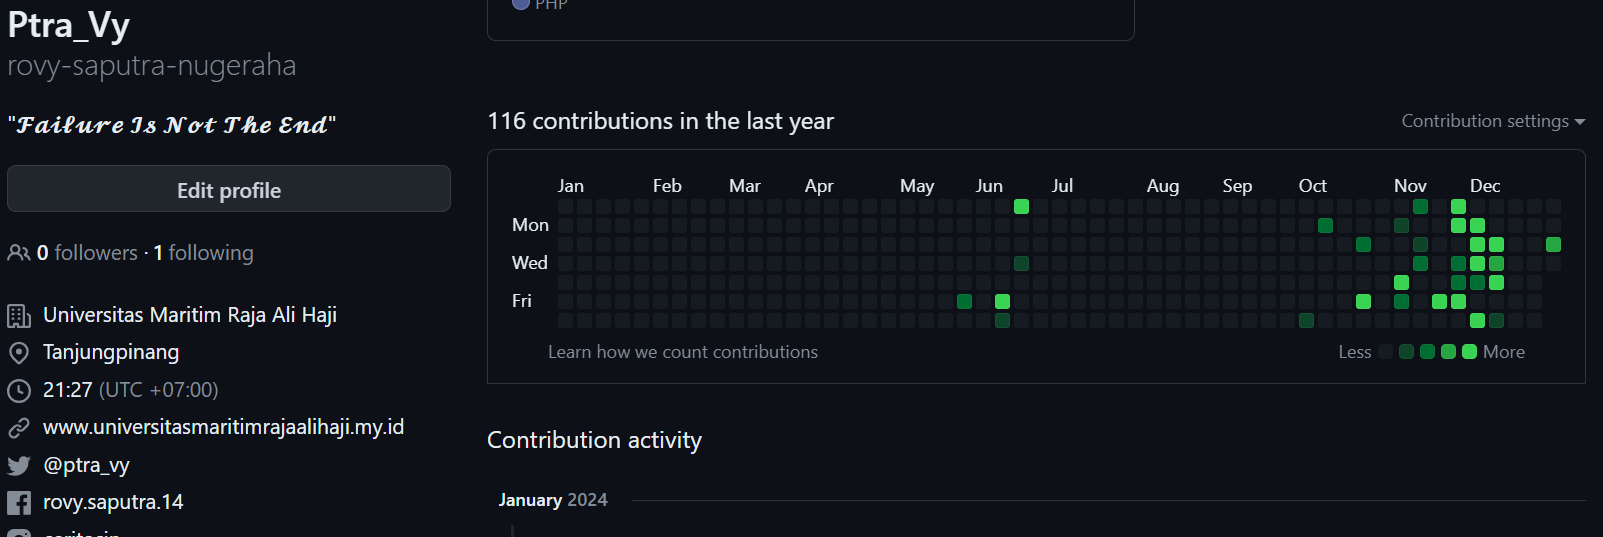 Ptra_Vy
rovy-saputra-nugeraha
"𝓕𝓪𝓲𝓵𝓾𝓻𝓮 𝓘𝓼 𝓝𝓸𝓽 𝓣𝓱𝓮 𝓔𝓷𝓭"
Edit profile
0 followers · 1 following
Universitas Maritim Raja Ali Haji
Tanjungpinang
21:27 (UTC +07:00)
www.universitasmaritimrajaalihaji.my.id
@ptra_vy
rovy.saputra.14
PHP
116 contributions in the last year
Contribution settings
Jan Feb Mar Apr May Jun Jul Aug Sep Oct Nov Dec
Mon
Wed
Fri
Learn how we count contributions
Less More
Contribution activity
January 2024